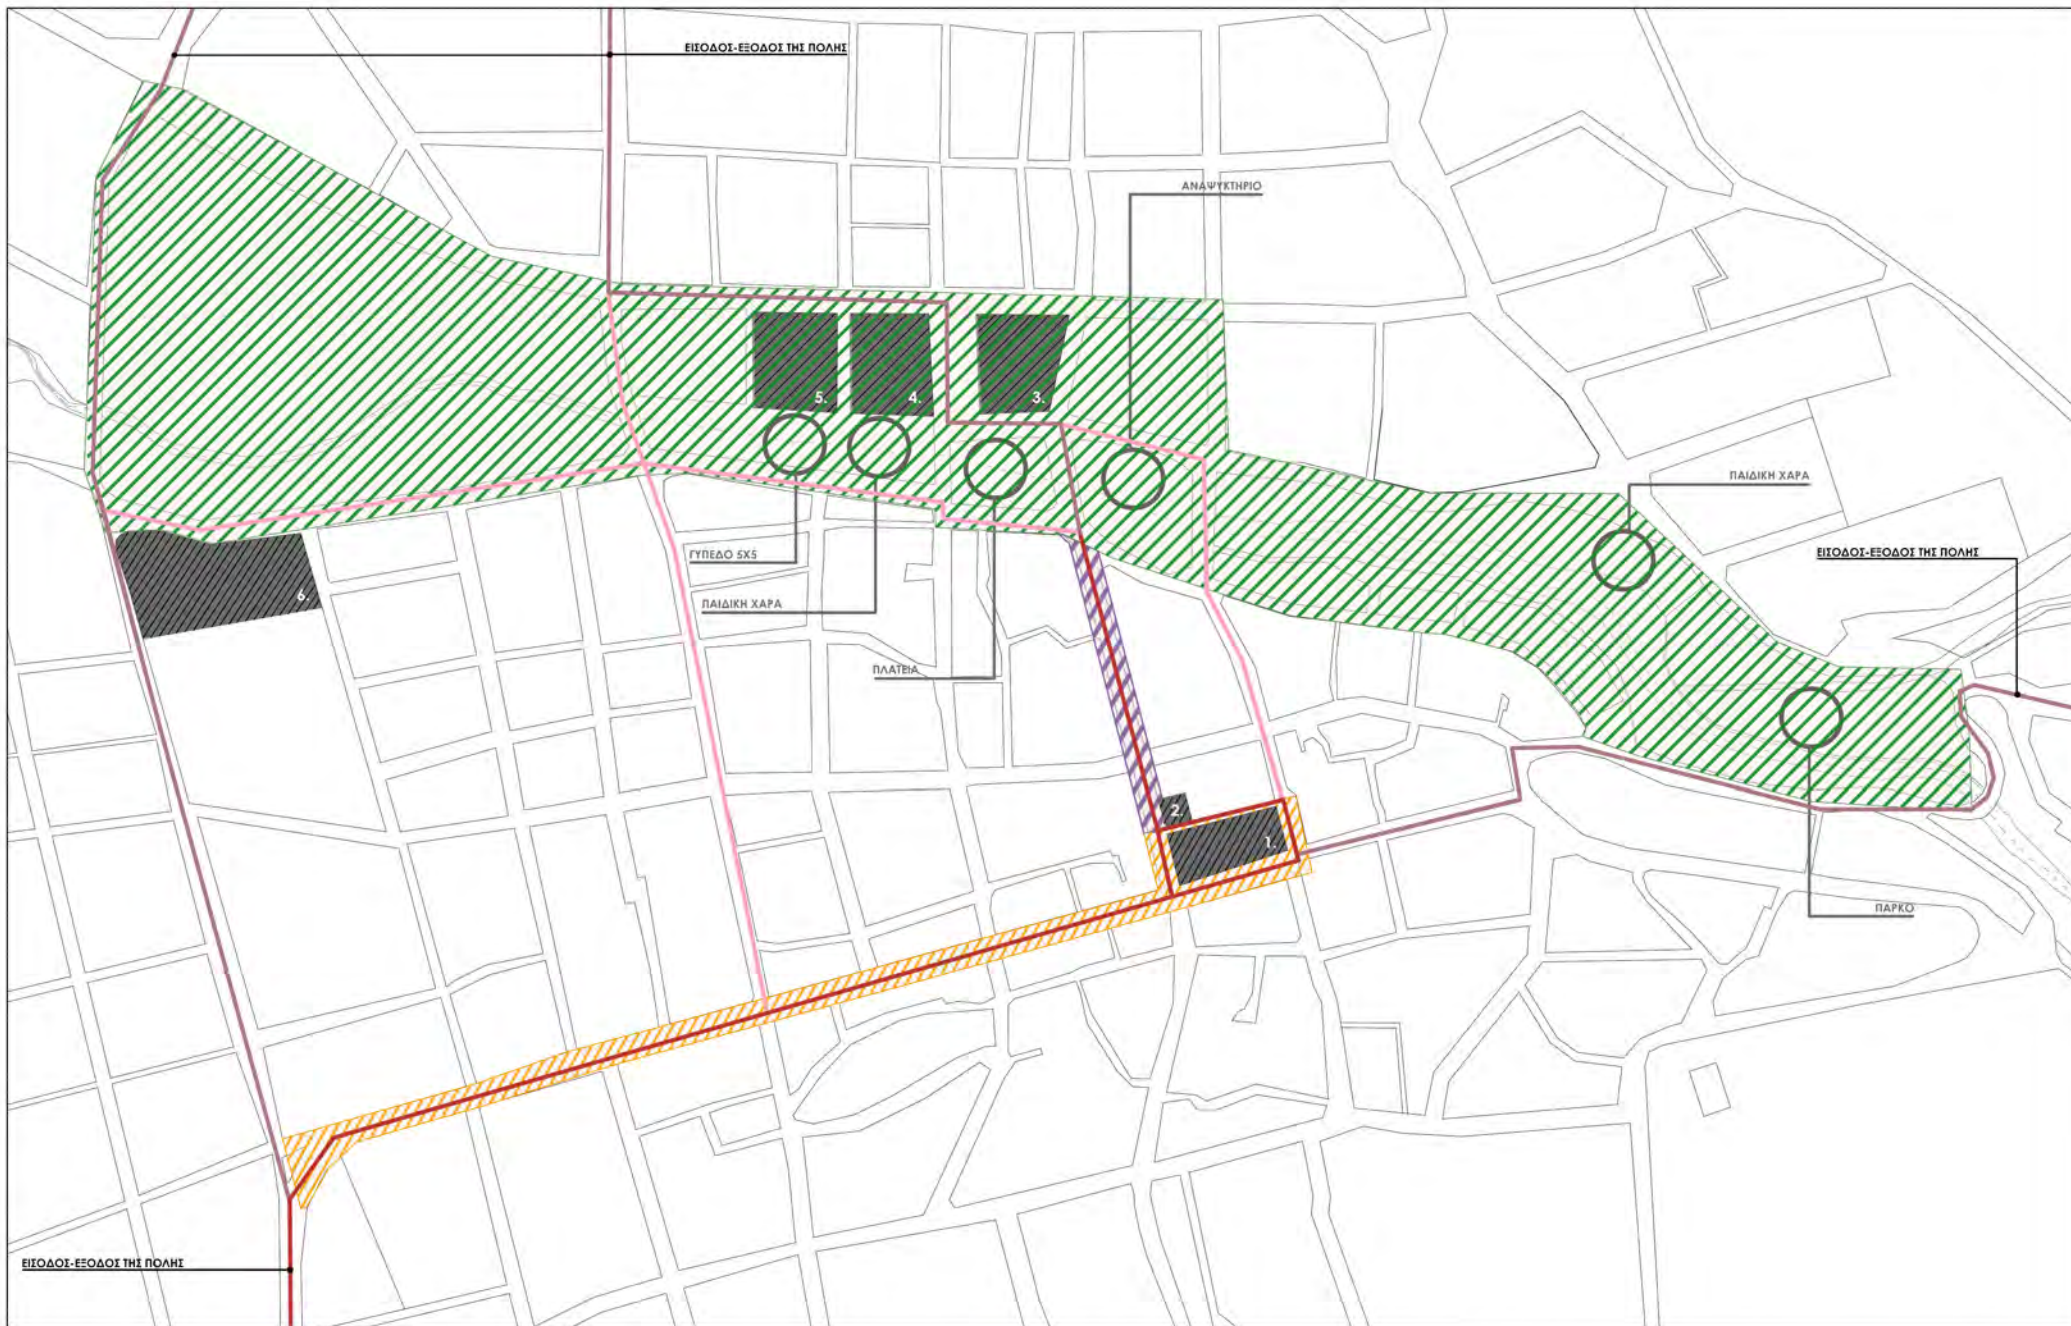 ΕΙΣΟΔΟΣ-ΕΞΟΔΟΣ ΤΗΣ ΠΟΛΗΣ
ΑΝΑΨΥΚΤΗΡΙΟ
5.
4.
3.
ΠΑΙΔΙΚΗ ΧΑΡΑ
ΓΥΠΕΔΟ 5Χ5
ΕΙΣΟΔΟΣ-ΕΞΟΔΟΣ ΤΗΣ ΠΟΛΗΣ
6.
ΠΑΙΔΙΚΗ ΧΑΡΑ
ΠΛΑΤΕΙΑ
2.
1.
ΠΑΡΚΟ
ΕΙΣΟΔΟΣ-ΕΞΟΔΟΣ ΤΗΣ ΠΟΛΗΣ